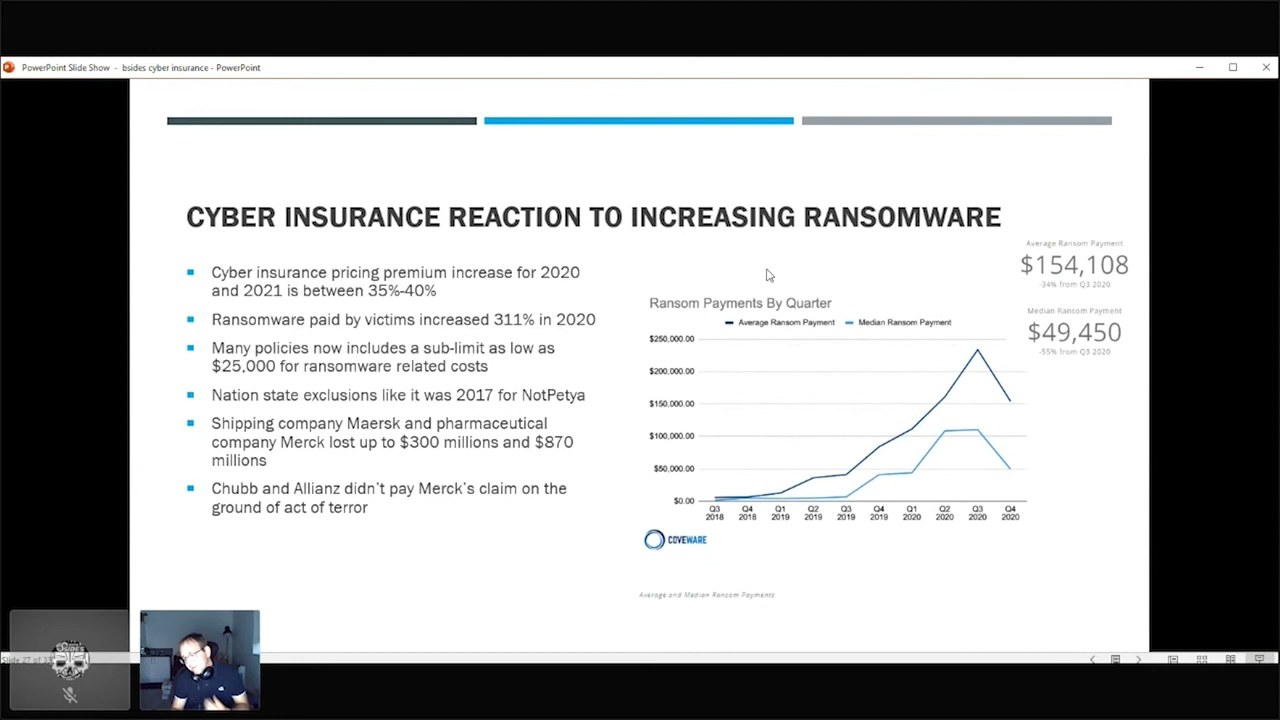 PowerPoint Slide Show - bsides cyber insurance - PowerPoint
CYBER INSURANCE REACTION TO INCREASING RANSOMWARE
Cyber insurance pricing premium increase for 2020
and 2021 is between 35%-40%
Ransomware paid by victims increased 311% in 2020
Many policies now includes a sub-limit as low as
$25,000 for ransomware related costs
Nation state exclusions like it was 2017 for NotPetya
Shipping company Maersk and pharmaceutical
company Merck lost up to $300 millions and $870
millions
Chubb and Allianz didn't pay Merck's claim on the
ground of act of terror
Average Ransom Payment
$154,108
-34% from Q3 2020
Median Ransom Payment
$49,450
-55% from Q3 2020
Ransom Payments By Quarter
Average Ransom Payment Median Ransom Payment
$250,000.00
$200,000.00
$150,000.00
$100,000.00
$50,000.00
$0.00
Q3 Q4 Q1 Q2 Q3 Q4 Q1 Q2 Q3 Q4
2018 2018 2019 2019 2019 2019 2020 2020 2020 2020
COVEWARE
Average and Median Ransom Payments
Slide 27 of